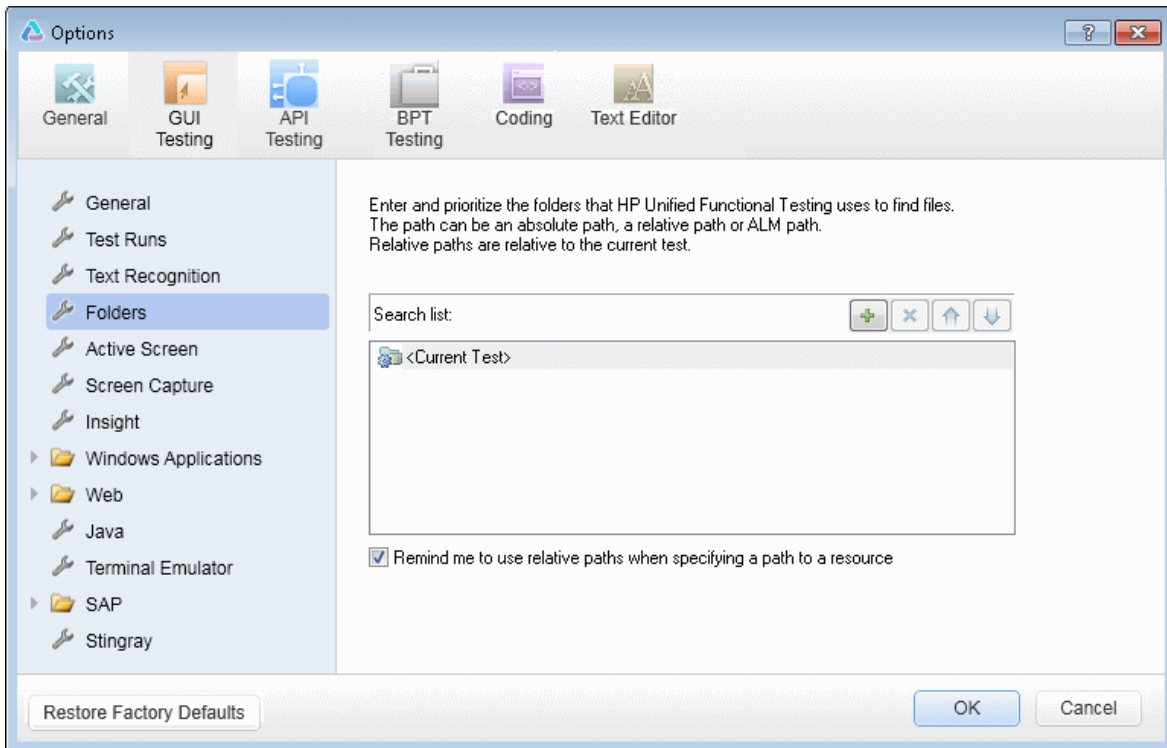 Options
General
GUI
Testing
API
Testing
BPT
Testing
Coding
Text Editor
General
Test Runs
Text Recognition
Folders
Active Screen
Screen Capture
Insight
Windows Applications
Web
Java
Terminal Emulator
SAP
Stingray
Enter and prioritize the folders that HP Unified Functional Testing uses to find files.
The path can be an absolute path, a relative path or ALM path.
Relative paths are relative to the current test.
Search list:
<Current Test>
Remind me to use relative paths when specifying a path to a resource
Restore Factory Defaults
OK
Cancel